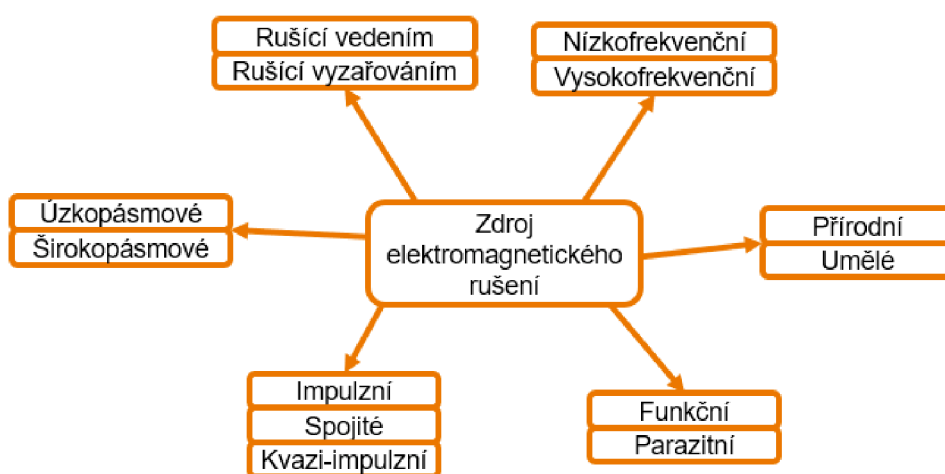 Rušící vedením
Rušící vyzařováním
Nízkofrekvenční
Vysokofrekvenční
Úzkopásmové
Širokopásmové
Zdroj
elektromagnetického
rušení
Přírodní
Umělé
Impulzní
Spojité
Kvazi-impulzní
Funkční
Parazitní